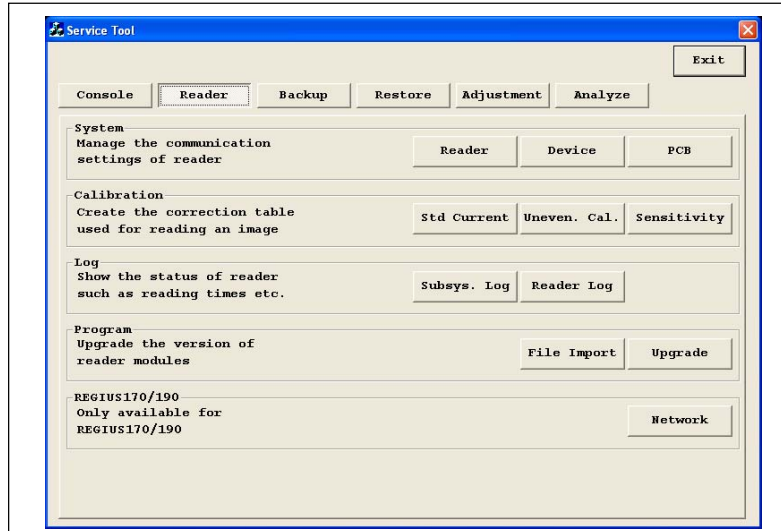 Service Tool
Exit
Console Reader Backup Restore Adjustment Analyze
System
Manage the communication
settings of reader
Reader Device PCB
Calibration
Create the correction table
used for reading an image
Std Current Uneven. Cal. Sensitivity
Log
Show the status of reader
such as reading times etc.
Subsys. Log Reader Log
Program
Upgrade the version of
reader modules
File Import Upgrade
REGIUS170/190
Only available for
REGIUS170/190
Network